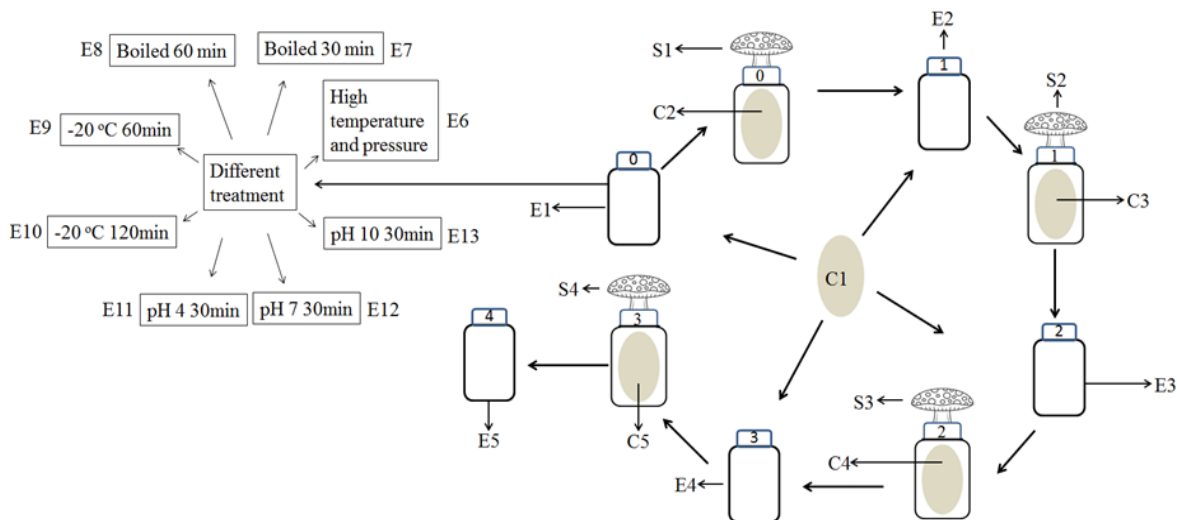 E8
Boiled 60 min
Boiled 30 min
E7
E9
-20 °C 60min
High
temperature
and pressure
E6
Different
treatment
E10
-20 °C 120min
pH 10 30min
E13
E11
pH 4 30min
pH 7 30min
E12
S1
0
C2
E2
1
S2
1
C3
0
E1
C1
S4
3
C5
4
E5
2
E3
S3
2
C4
3
E4